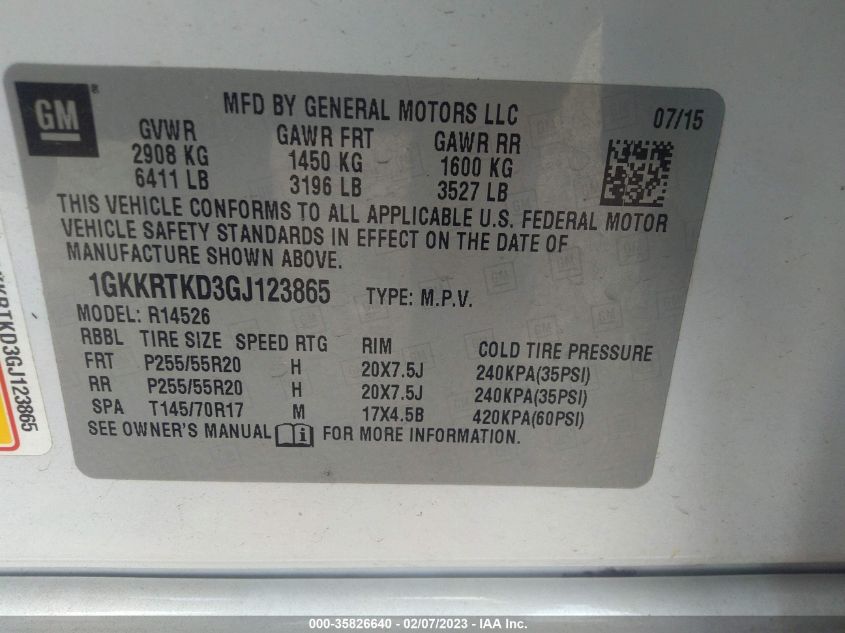 GM ®
MFD BY GENERAL MOTORS LLC 07/15
GVWR GAWR FRT GAWR RR
2908 KG 1450 KG 1600 KG
6411 LB 3196 LB 3527 LB
THIS VEHICLE CONFORMS TO ALL APPLICABLE U.S. FEDERAL MOTOR
VEHICLE SAFETY STANDARDS IN EFFECT ON THE DATE OF
MANUFACTURE SHOWN ABOVE.
1GKKRTKD3GJ123865 TYPE: M.P.V.
MODEL: R14526
RBBL TIRE SIZE SPEED RTG RIM COLD TIRE PRESSURE
FRT P255/55R20 H 20X7.5J 240KPA(35PSI)
RR P255/55R20 H 20X7.5J 240KPA(35PSI)
SPA T145/70R17 M 17X4.5B 420KPA(60PSI)
SEE OWNER'S MANUAL i FOR MORE INFORMATION.
KRTKD3GJ123865
000-35826640 - 02/07/2023 - IAA Inc.